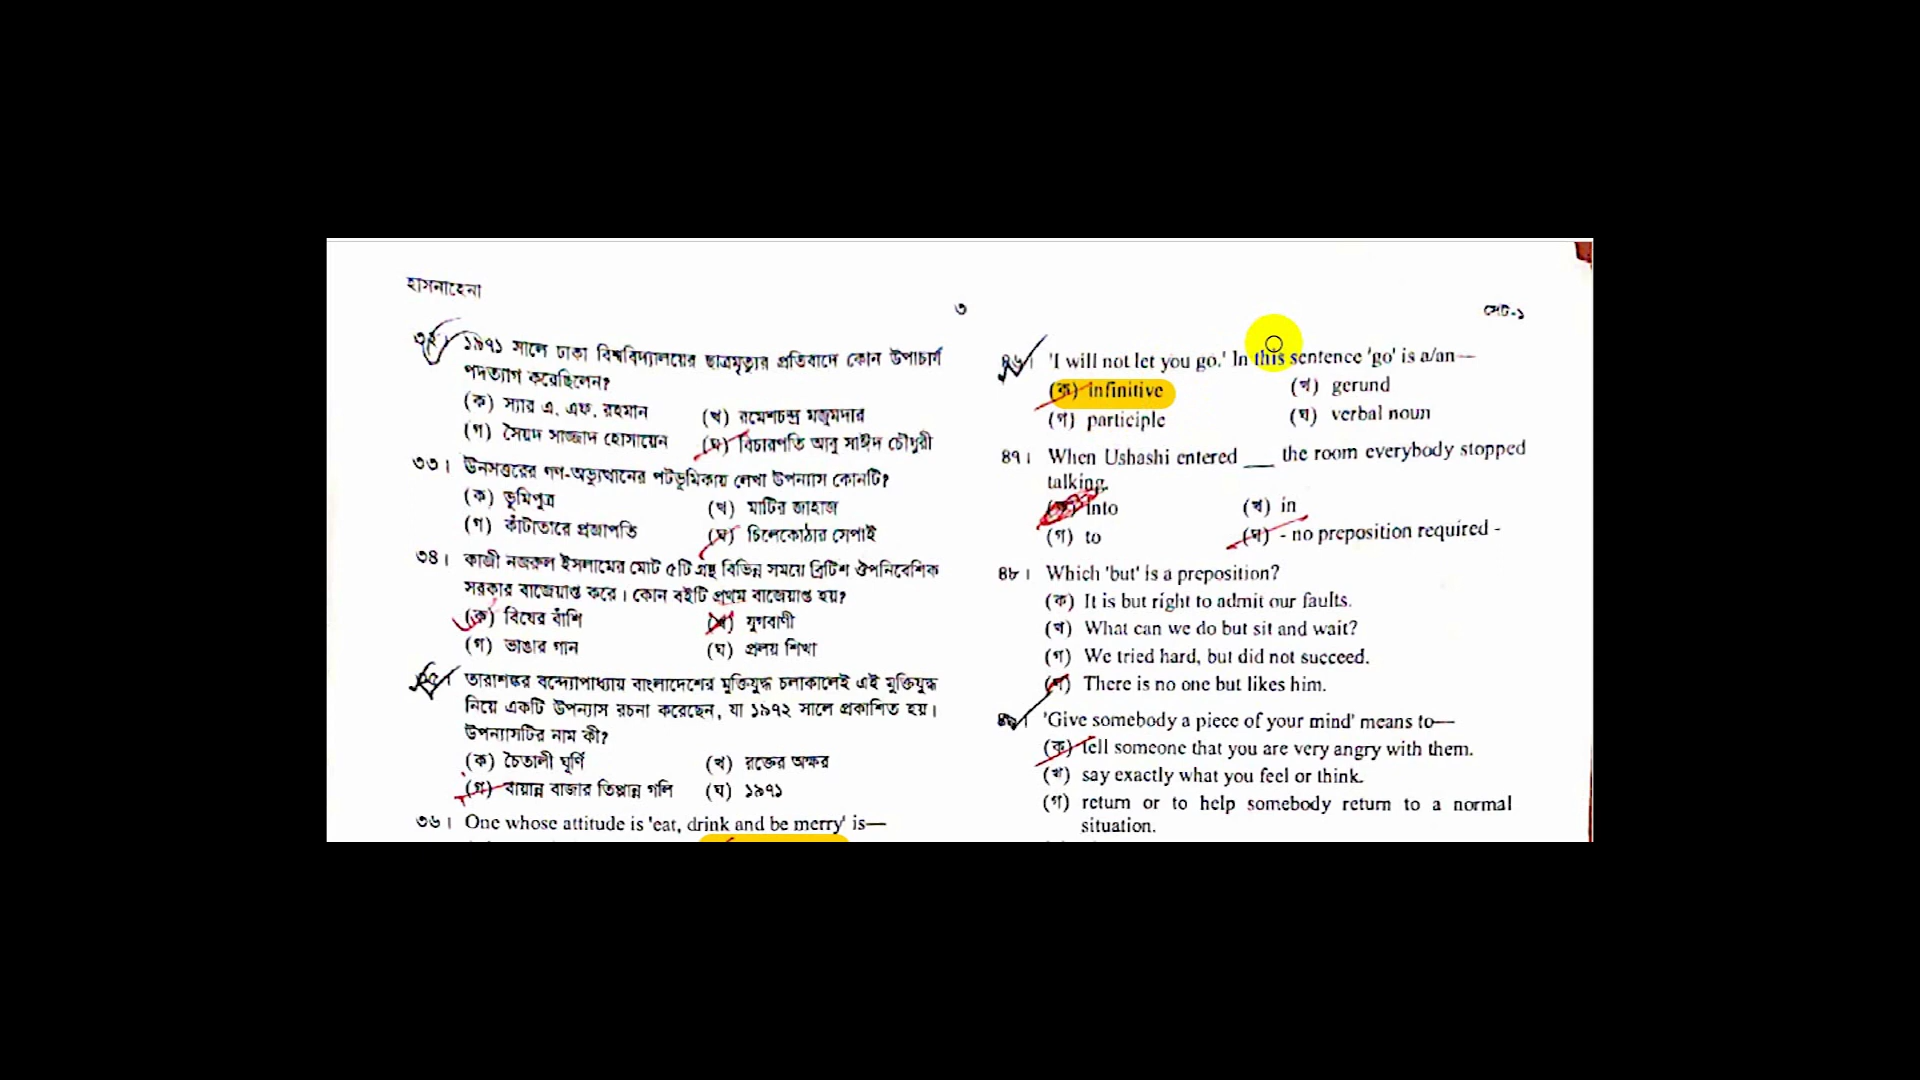 হাসনাহেনা
৩
সেট-১
৩২। ১৯৭১ সালে ঢাকা বিশ্ববিদ্যালয়ের ছাত্রমৃত্যুর প্রতিবাদে কোন উপাচার্য
পদত্যাগ করেছিলেন?
(ক) স্যার এ. এফ. রহমান (খ) রমেশচন্দ্র মজুমদার
(গ) সৈয়দ সাজ্জাদ হোসায়েন (ঘ) বিচারপতি আবু সাঈদ চৌধুরী
৩৩। ঊনসত্তরের গণ-অভ্যুত্থানের পটভূমিকায় লেখা উপন্যাস কোনটি?
(ক) ভূমিপুত্র (খ) মাটির জাহাজ
(গ) কাঁটাতারে প্রজাপতি (ঘ) চিলেকোঠার সেপাই
৩৪। কাজী নজরুল ইসলামের মোট ৫টি গ্রন্থ বিভিন্ন সময়ে ব্রিটিশ ঔপনিবেশিক
সরকার বাজেয়াপ্ত করে। কোন বইটি প্রথম বাজেয়াপ্ত হয়?
(ক) বিষের বাঁশি (খ) যুগবাণী
(গ) ভাঙার গান (ঘ) প্রলয় শিখা
৩৫। তারাশঙ্কর বন্দ্যোপাধ্যায় বাংলাদেশের মুক্তিযুদ্ধ চলাকালেই এই মুক্তিযুদ্ধ
নিয়ে একটি উপন্যাস রচনা করেছেন, যা ১৯৭২ সালে প্রকাশিত হয়।
উপন্যাসটির নাম কী?
(ক) চৈতালী ঘূর্ণি (খ) রক্তের অক্ষর
(গ) বায়ান্ন বাজার তিপ্পান্ন গলি (ঘ) ১৯৭১
৩৬। One whose attitude is 'eat, drink and be merry' is—
৪৬। 'I will not let you go.' In this sentence 'go' is a/an—
(ক) infinitive (খ) gerund
(গ) participle (ঘ) verbal noun
৪৭। When Ushashi entered ___ the room everybody stopped
talking.
(ক) into (খ) in
(গ) to (ঘ) - no preposition required -
৪৮। Which 'but' is a preposition?
(ক) It is but right to admit our faults.
(খ) What can we do but sit and wait?
(গ) We tried hard, but did not succeed.
(ঘ) There is no one but likes him.
৪৯। 'Give somebody a piece of your mind' means to—
(ক) tell someone that you are very angry with them.
(খ) say exactly what you feel or think.
(গ) return or to help somebody return to a normal
situation.